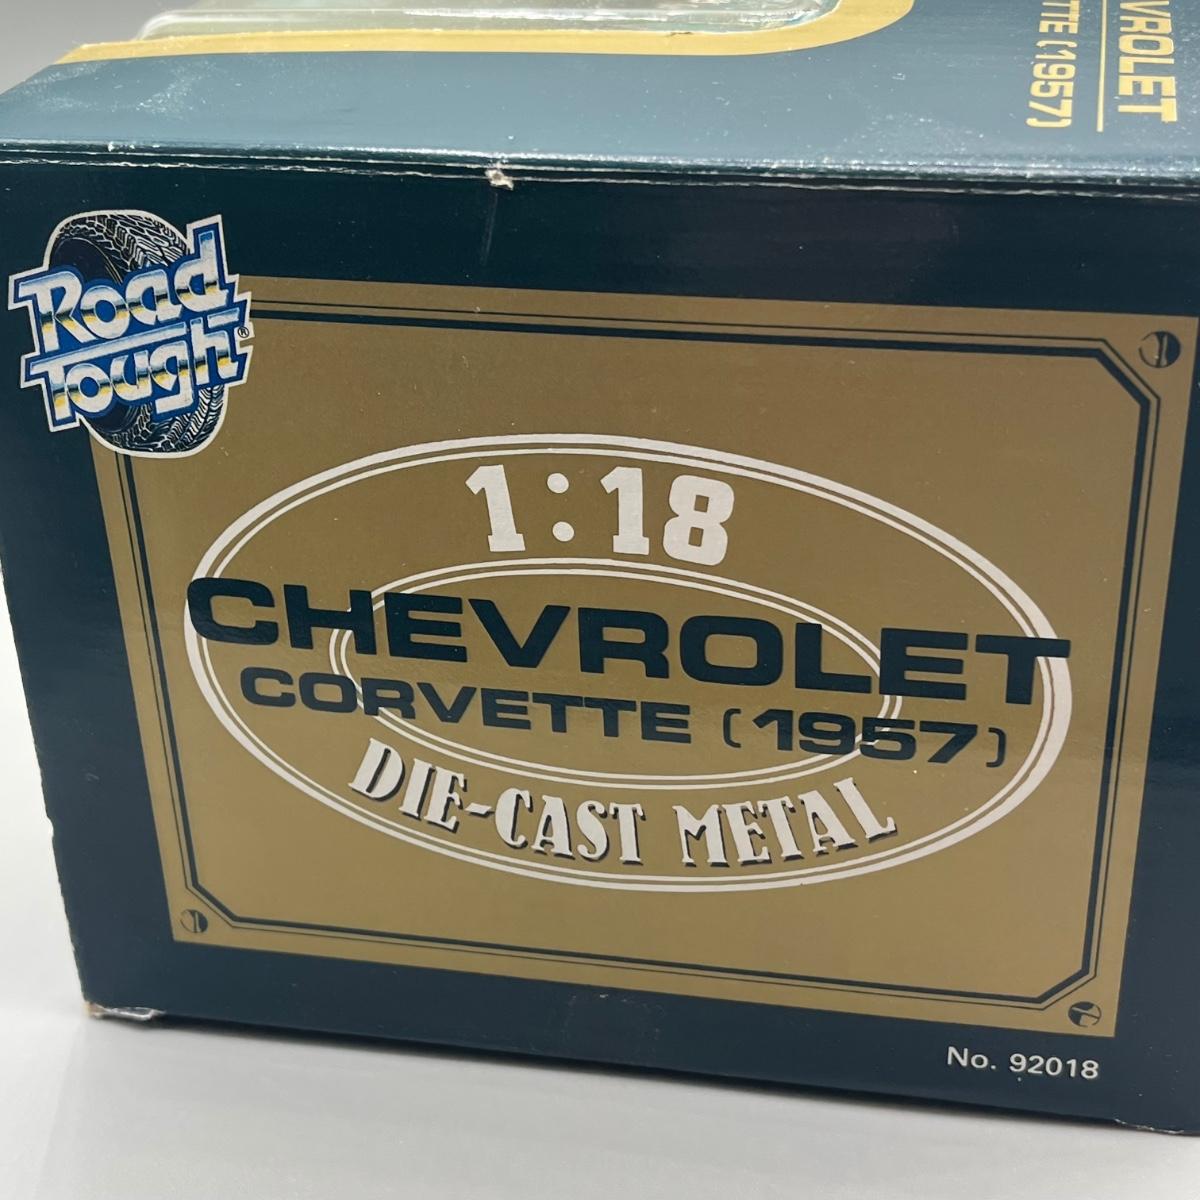 VROLET
TTE (1957)
Road
Tough®
1:18
CHEVROLET
CORVETTE (1957)
DIE-CAST METAL
No. 92018